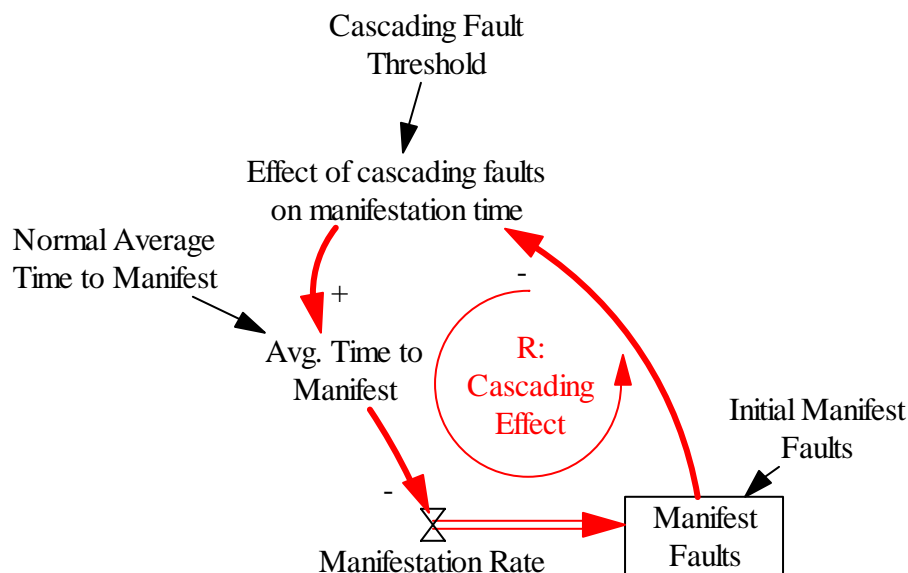 Cascading Fault
Threshold
Effect of cascading faults
on manifestation time
Normal Average
Time to Manifest
-
+
Avg. Time to
Manifest
R:
Cascading
Effect
Initial Manifest
Faults
-
Manifest
Faults
Manifestation Rate